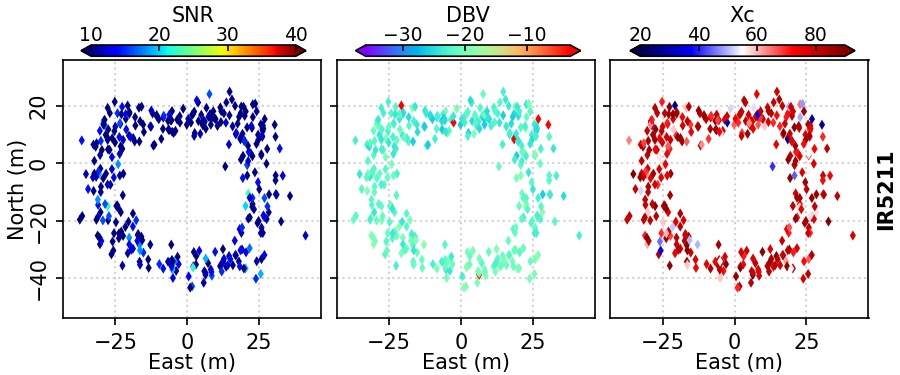 SNR DBV Xc
10 20 30 40 −30 −20 −10 20 40 60 80
20
0
−20
−40
North (m)
IR5211
−25 0 25 −25 0 25 −25 0 25
East (m) East (m) East (m)